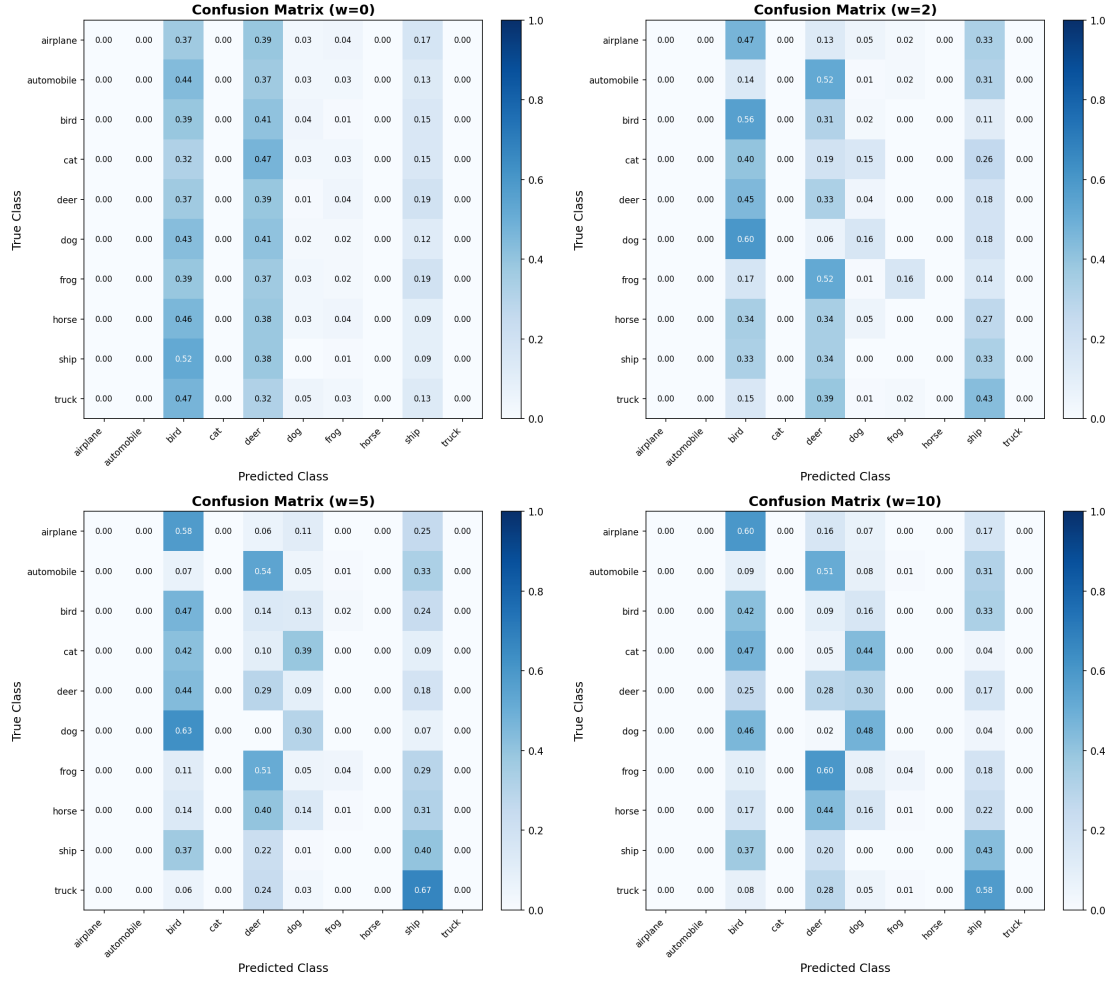 Confusion Matrix (w=0)
True Class
airplane 0.00 0.00 0.37 0.00 0.39 0.03 0.04 0.00 0.17 0.00
automobile 0.00 0.00 0.44 0.00 0.37 0.03 0.03 0.00 0.13 0.00
bird 0.00 0.00 0.39 0.00 0.41 0.04 0.01 0.00 0.15 0.00
cat 0.00 0.00 0.32 0.00 0.47 0.03 0.03 0.00 0.15 0.00
deer 0.00 0.00 0.37 0.00 0.39 0.01 0.04 0.00 0.19 0.00
dog 0.00 0.00 0.43 0.00 0.41 0.02 0.02 0.00 0.12 0.00
frog 0.00 0.00 0.39 0.00 0.37 0.03 0.02 0.00 0.19 0.00
horse 0.00 0.00 0.46 0.00 0.38 0.03 0.04 0.00 0.09 0.00
ship 0.00 0.00 0.52 0.00 0.38 0.00 0.01 0.00 0.09 0.00
truck 0.00 0.00 0.47 0.00 0.32 0.05 0.03 0.00 0.13 0.00
airplane automobile bird cat deer dog frog horse ship truck
Predicted Class
1.0
0.8
0.6
0.4
0.2
0.0
Confusion Matrix (w=2)
True Class
airplane 0.00 0.00 0.47 0.00 0.13 0.05 0.02 0.00 0.33 0.00
automobile 0.00 0.00 0.14 0.00 0.52 0.01 0.02 0.00 0.31 0.00
bird 0.00 0.00 0.56 0.00 0.31 0.02 0.00 0.00 0.11 0.00
cat 0.00 0.00 0.40 0.00 0.19 0.15 0.00 0.00 0.26 0.00
deer 0.00 0.00 0.45 0.00 0.33 0.04 0.00 0.00 0.18 0.00
dog 0.00 0.00 0.60 0.00 0.06 0.16 0.00 0.00 0.18 0.00
frog 0.00 0.00 0.17 0.00 0.52 0.01 0.16 0.00 0.14 0.00
horse 0.00 0.00 0.34 0.00 0.34 0.05 0.00 0.00 0.27 0.00
ship 0.00 0.00 0.33 0.00 0.34 0.00 0.00 0.00 0.33 0.00
truck 0.00 0.00 0.15 0.00 0.39 0.01 0.02 0.00 0.43 0.00
airplane automobile bird cat deer dog frog horse ship truck
Predicted Class
1.0
0.8
0.6
0.4
0.2
0.0
Confusion Matrix (w=5)
True Class
airplane 0.00 0.00 0.58 0.00 0.06 0.11 0.00 0.00 0.25 0.00
automobile 0.00 0.00 0.07 0.00 0.54 0.05 0.01 0.00 0.33 0.00
bird 0.00 0.00 0.47 0.00 0.14 0.13 0.02 0.00 0.24 0.00
cat 0.00 0.00 0.42 0.00 0.10 0.39 0.00 0.00 0.09 0.00
deer 0.00 0.00 0.44 0.00 0.29 0.09 0.00 0.00 0.18 0.00
dog 0.00 0.00 0.63 0.00 0.00 0.30 0.00 0.00 0.07 0.00
frog 0.00 0.00 0.11 0.00 0.51 0.05 0.04 0.00 0.29 0.00
horse 0.00 0.00 0.14 0.00 0.40 0.14 0.01 0.00 0.31 0.00
ship 0.00 0.00 0.37 0.00 0.22 0.01 0.00 0.00 0.40 0.00
truck 0.00 0.00 0.06 0.00 0.24 0.03 0.00 0.00 0.67 0.00
airplane automobile bird cat deer dog frog horse ship truck
Predicted Class
1.0
0.8
0.6
0.4
0.2
0.0
Confusion Matrix (w=10)
True Class
airplane 0.00 0.00 0.60 0.00 0.16 0.07 0.00 0.00 0.17 0.00
automobile 0.00 0.00 0.09 0.00 0.51 0.08 0.01 0.00 0.31 0.00
bird 0.00 0.00 0.42 0.00 0.09 0.16 0.00 0.00 0.33 0.00
cat 0.00 0.00 0.47 0.00 0.05 0.44 0.00 0.00 0.04 0.00
deer 0.00 0.00 0.25 0.00 0.28 0.30 0.00 0.00 0.17 0.00
dog 0.00 0.00 0.46 0.00 0.02 0.48 0.00 0.00 0.04 0.00
frog 0.00 0.00 0.10 0.00 0.60 0.08 0.04 0.00 0.18 0.00
horse 0.00 0.00 0.17 0.00 0.44 0.16 0.01 0.00 0.22 0.00
ship 0.00 0.00 0.37 0.00 0.20 0.00 0.00 0.00 0.43 0.00
truck 0.00 0.00 0.08 0.00 0.28 0.05 0.01 0.00 0.58 0.00
airplane automobile bird cat deer dog frog horse ship truck
Predicted Class
1.0
0.8
0.6
0.4
0.2
0.0